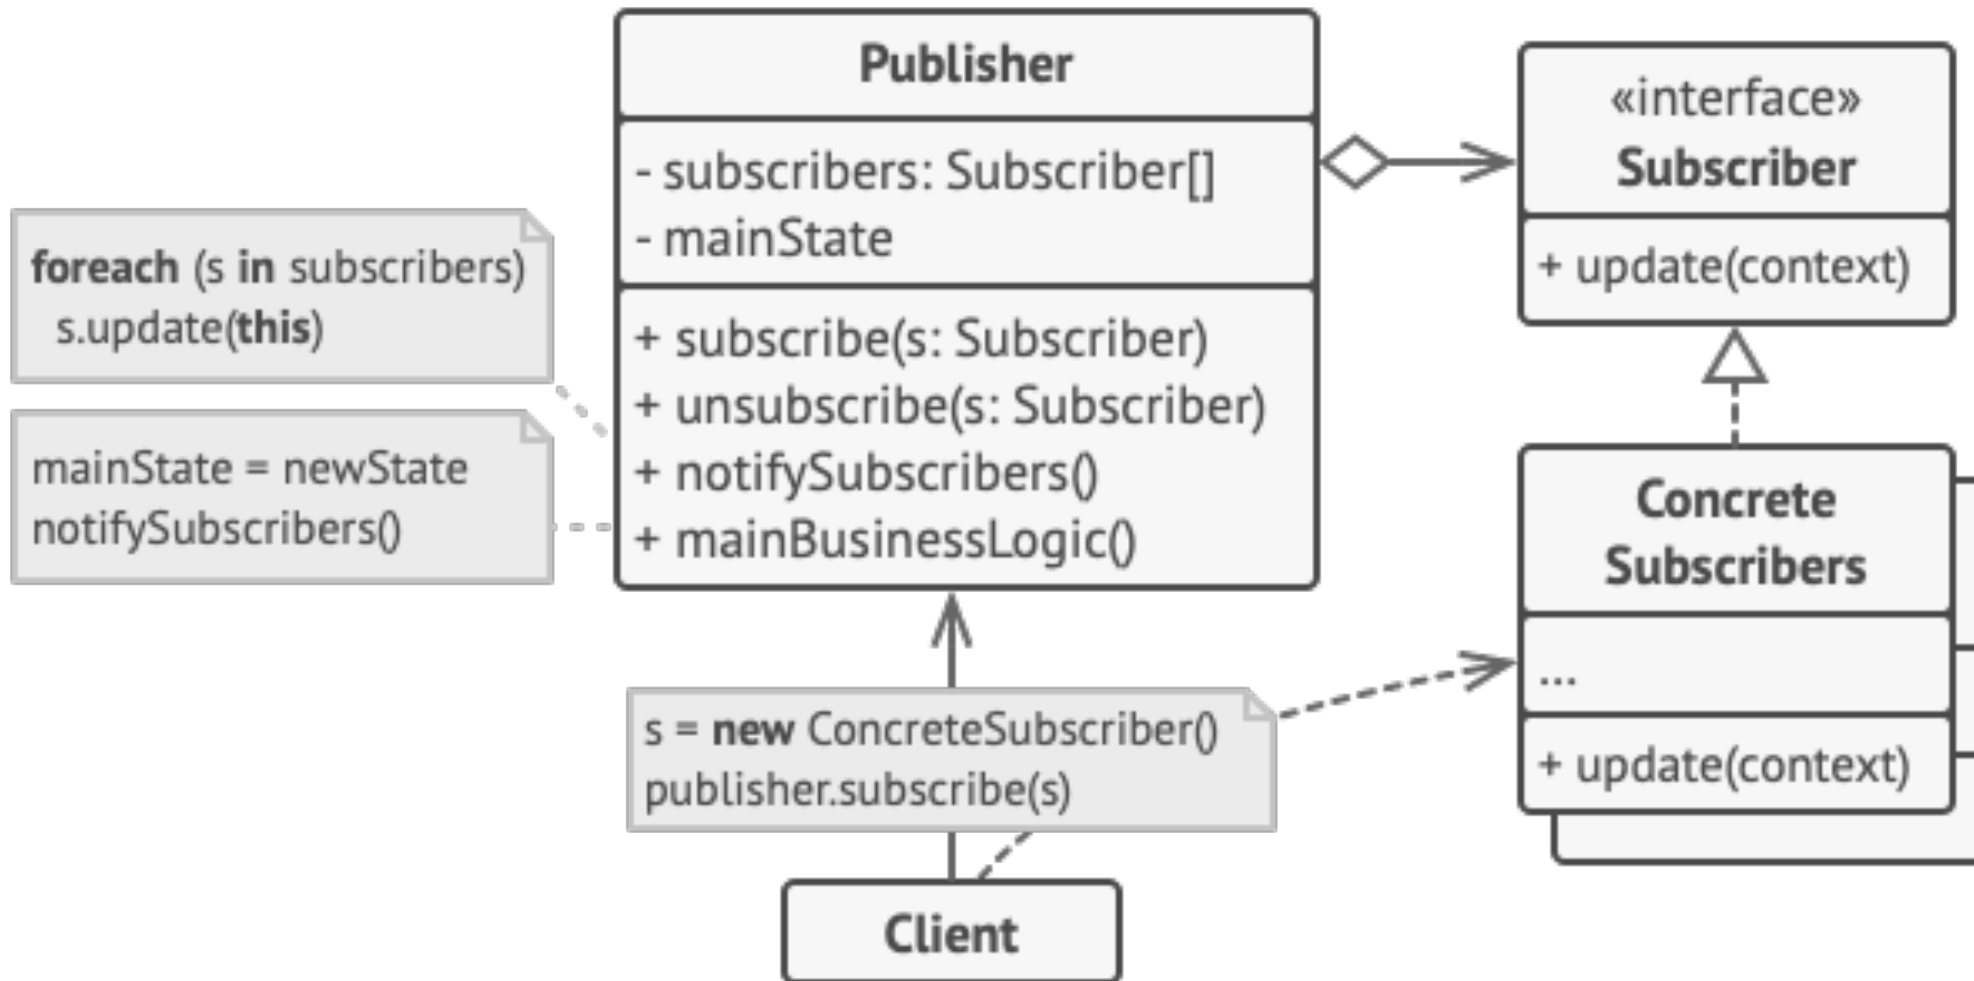 Publisher
- subscribers: Subscriber[]
- mainState
+ subscribe(s: Subscriber)
+ unsubscribe(s: Subscriber)
+ notifySubscribers()
+ mainBusinessLogic()
«interface»
Subscriber
+ update(context)
foreach (s in subscribers)
s.update(this)
mainState = newState
notifySubscribers()
Concrete
Subscribers
...
+ update(context)
s = new ConcreteSubscriber()
publisher.subscribe(s)
Client